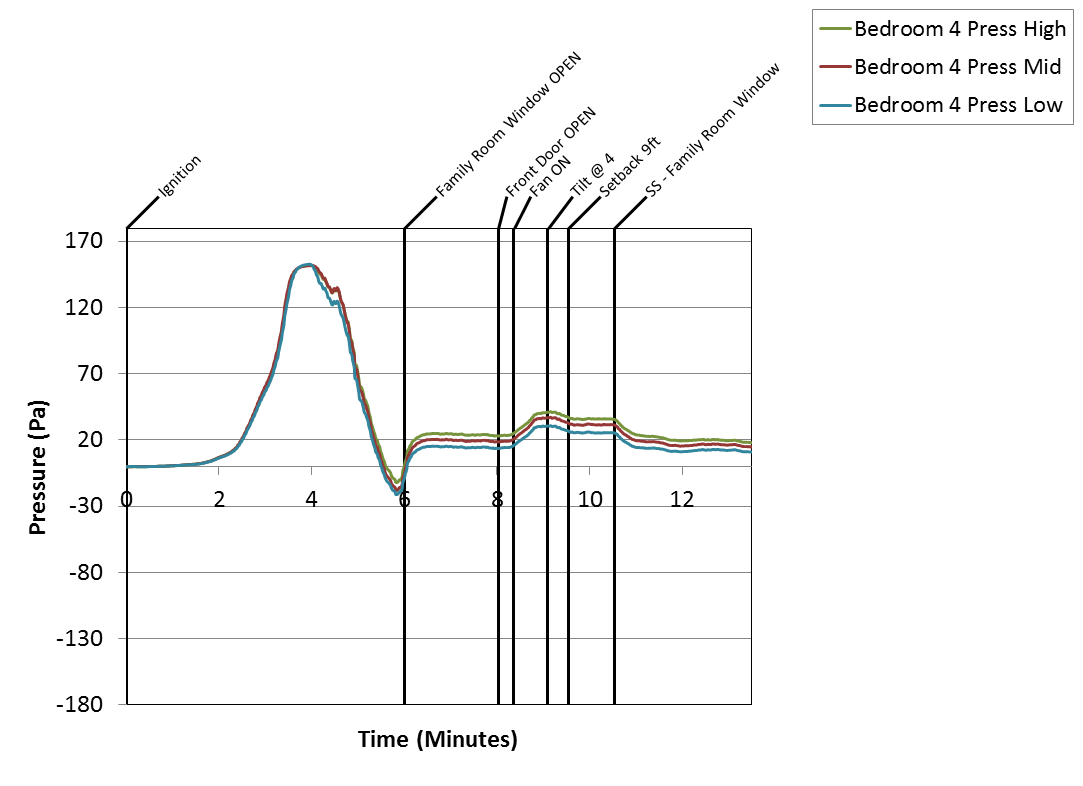 Bedroom 4 Press High
Bedroom 4 Press Mid
Bedroom 4 Press Low
Ignition
Family Room Window OPEN
Front Door OPEN
Fan ON
Tilt @ 4
Setback 9ft
SS - Family Room Window
170
120
70
20
-30
-80
-130
-180
0 2 4 6 8 10 12
Pressure (Pa)
Time (Minutes)